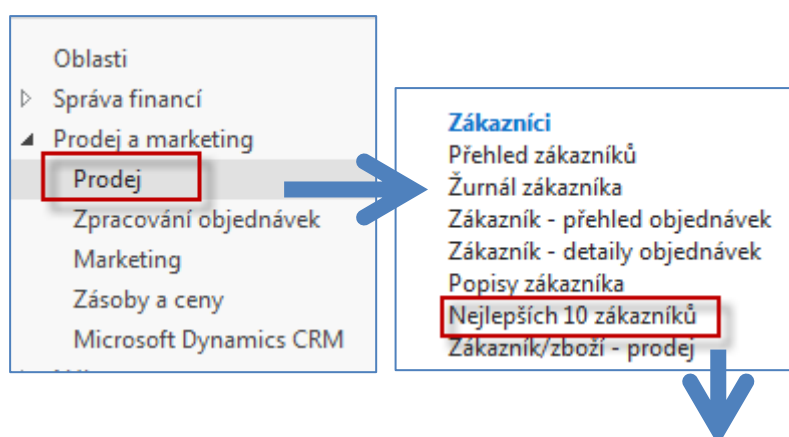 Oblasti
Správa financí
Prodej a marketing
Prodej
Zpracování objednávek
Marketing
Zásoby a ceny
Microsoft Dynamics CRM
Zákazníci
Přehled zákazníků
Žurnál zákazníka
Zákazník - přehled objednávek
Zákazník - detaily objednávek
Popisy zákazníka
Nejlepších 10 zákazníků
Zákazník/zboží - prodej